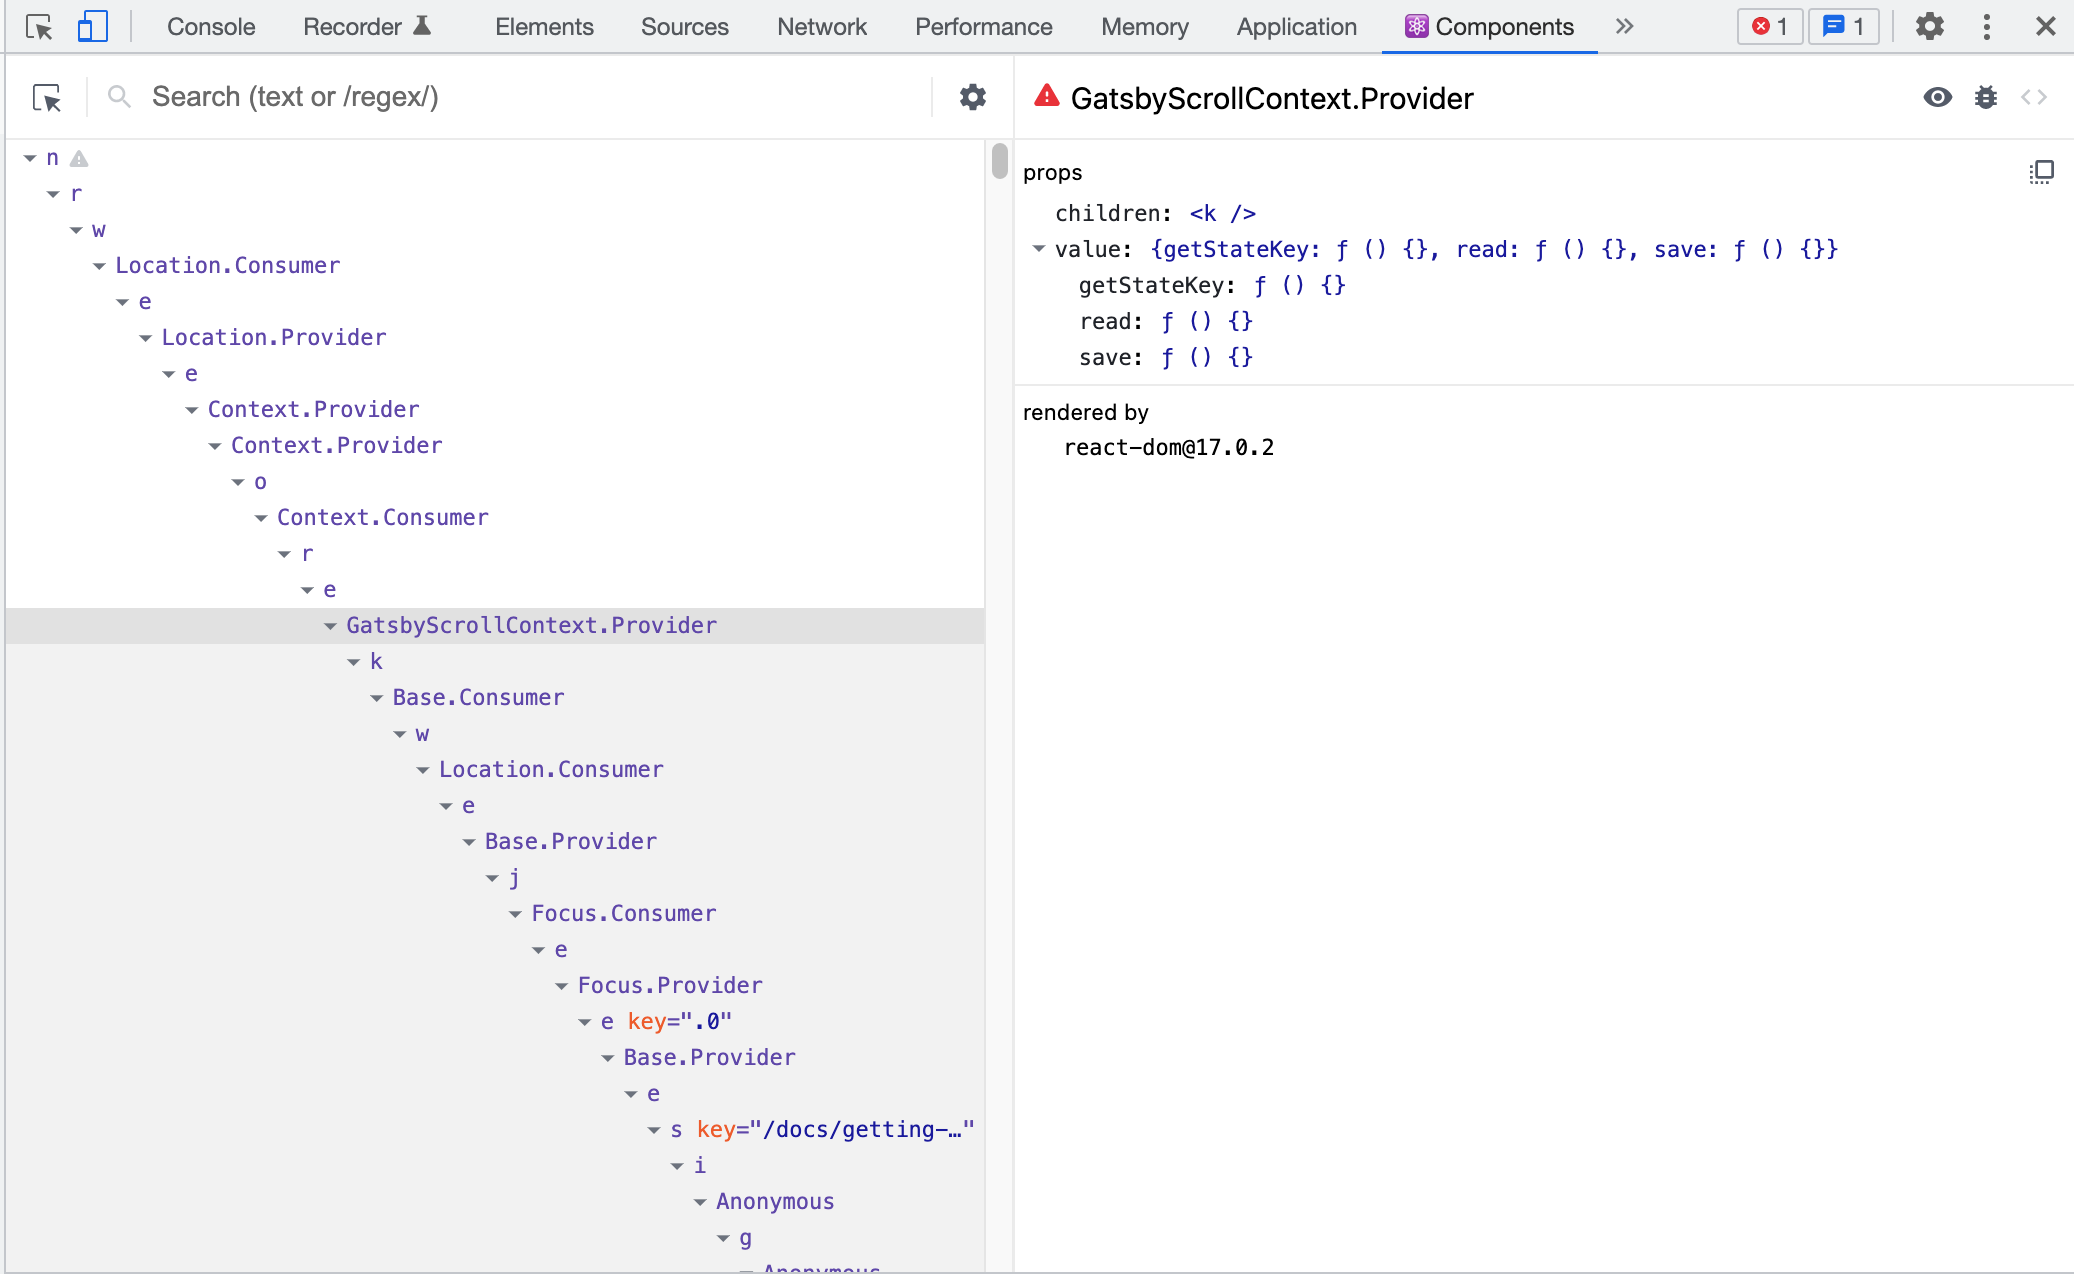 Console Recorder Elements Sources Network Performance Memory Application Components 1 1
Search (text or /regex/)
n
r
w
Location.Consumer
e
Location.Provider
e
Context.Provider
Context.Provider
o
Context.Consumer
r
e
GatsbyScrollContext.Provider
k
Base.Consumer
w
Location.Consumer
e
Base.Provider
j
Focus.Consumer
e
Focus.Provider
e key=".0"
Base.Provider
e
s key="/docs/getting-…"
i
Anonymous
g
Anonymous
GatsbyScrollContext.Provider
props
children: <k />
value: {getStateKey: ƒ () {}, read: ƒ () {}, save: ƒ () {}}
getStateKey: ƒ () {}
read: ƒ () {}
save: ƒ () {}
rendered by
react-dom@17.0.2